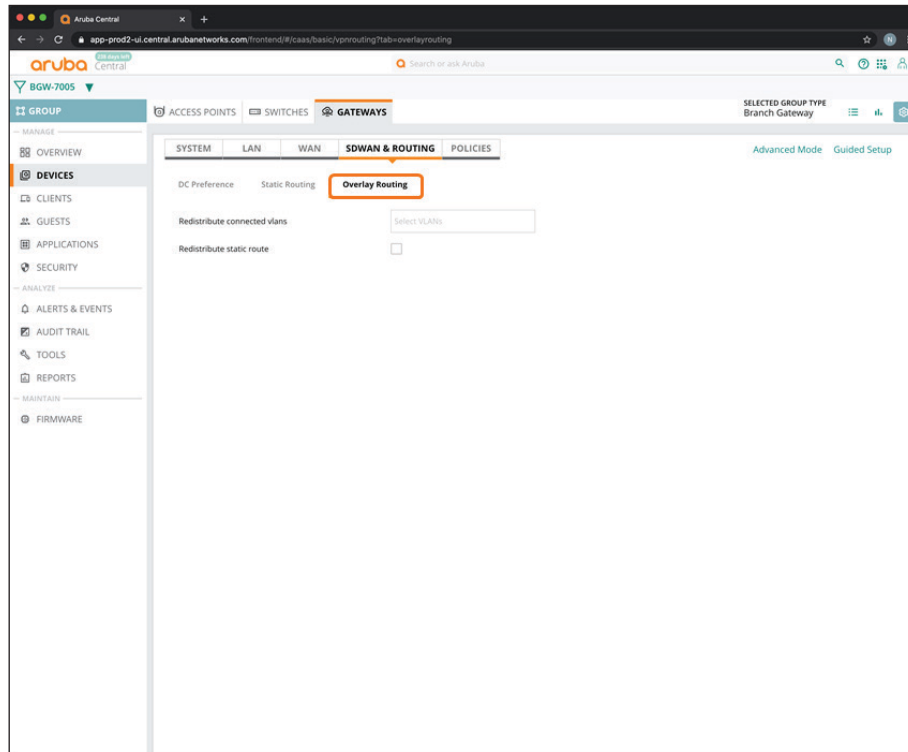 Aruba Central
app-prod2-ui.central.arubanetworks.com/frontend/#/caas/basic/vpnrouting?tab=overlayrouting
N
aruba Central
Search or ask Aruba
BGW-7005
GROUP
ACCESS POINTS
SWITCHES
GATEWAYS
SELECTED GROUP TYPE
Branch Gateway
MANAGE
OVERVIEW
DEVICES
CLIENTS
GUESTS
APPLICATIONS
SECURITY
ANALYZE
ALERTS & EVENTS
AUDIT TRAIL
TOOLS
REPORTS
MAINTAIN
FIRMWARE
SYSTEM
LAN
WAN
SDWAN & ROUTING
POLICIES
Advanced Mode
Guided Setup
DC Preference
Static Routing
Overlay Routing
Redistribute connected vlans
Select VLANs
Redistribute static route